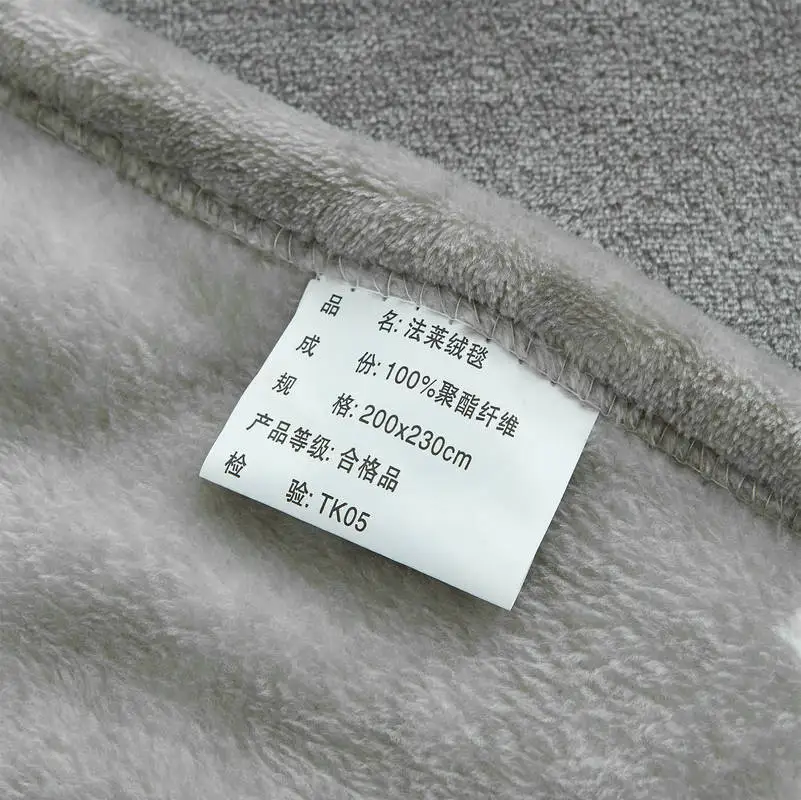 品 名: 法莱绒毯
成 份: 100%聚酯纤维
规 格: 200x230cm
产品等级: 合格品
检 验: TK05